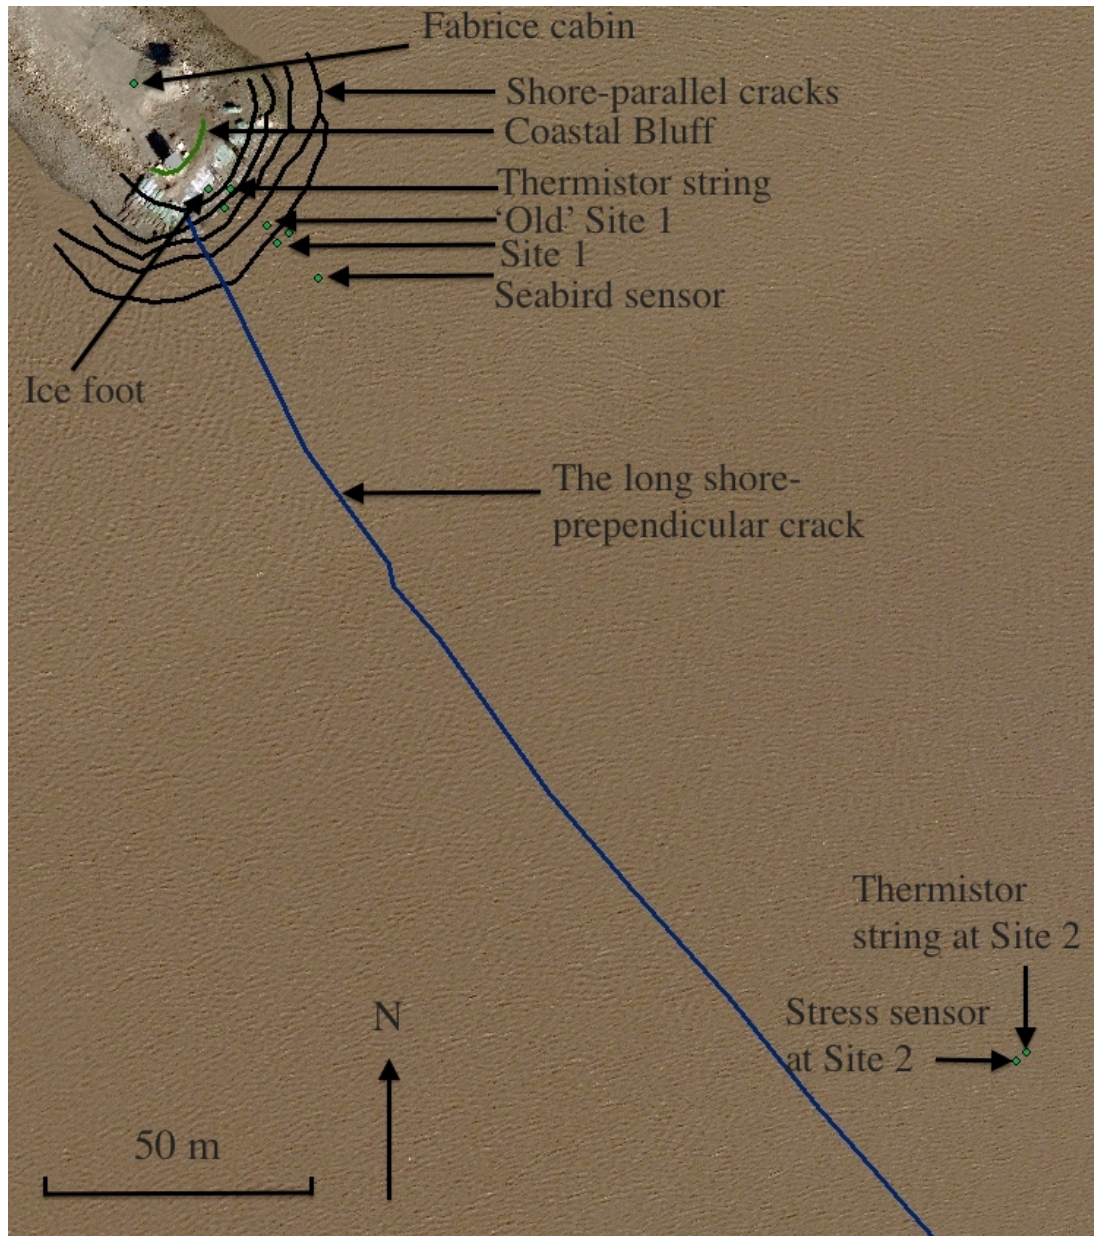 Fabrice cabin
Shore-parallel cracks
Coastal Bluff
Thermistor string
‘Old’ Site 1
Site 1
Seabird sensor
Ice foot
The long shore-
prependicular crack
Thermistor
string at Site 2
Stress sensor
at Site 2
N
50 m